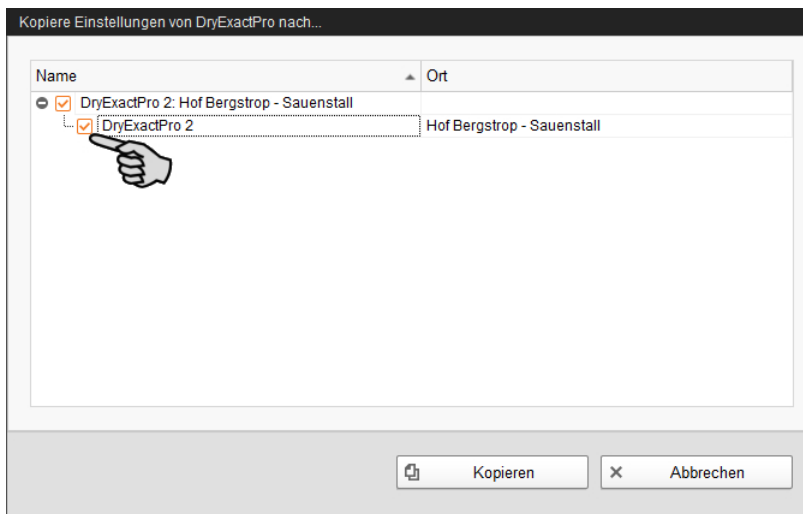 Kopiere Einstellungen von DryExactPro nach...
Name Ort
DryExactPro 2: Hof Bergstrop - Sauenstall
DryExactPro 2 Hof Bergstrop - Sauenstall
Kopieren Abbrechen